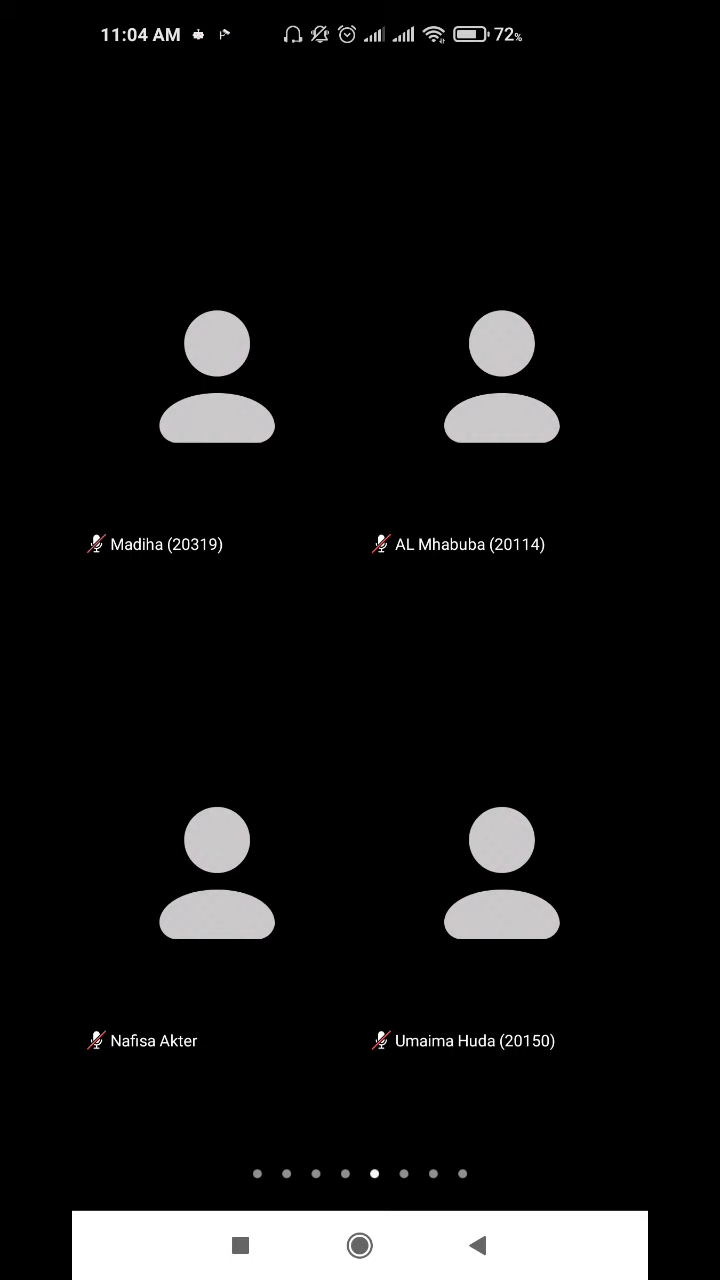 11:04 AM 72%
Madiha (20319)
AL Mhabuba (20114)
Nafisa Akter
Umaima Huda (20150)